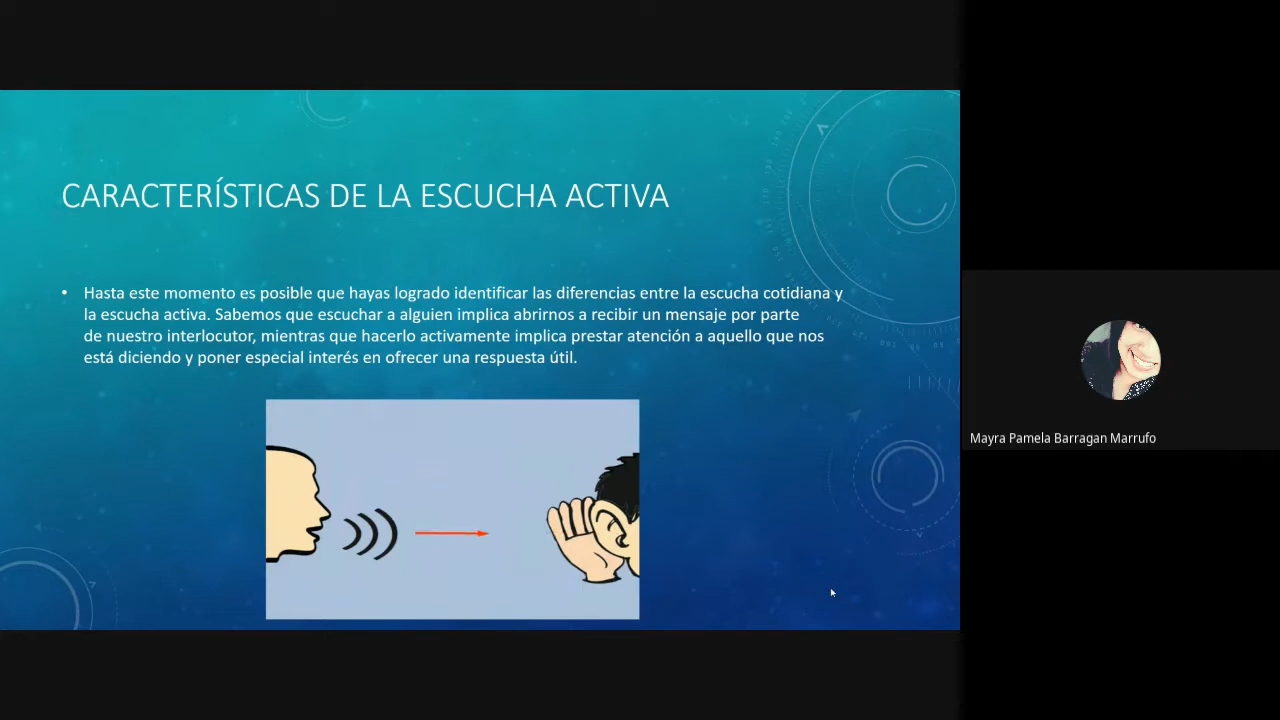 CARACTERÍSTICAS DE LA ESCUCHA ACTIVA
• Hasta este momento es posible que hayas logrado identificar las diferencias entre la escucha cotidiana y
la escucha activa. Sabemos que escuchar a alguien implica abrirnos a recibir un mensaje por parte
de nuestro interlocutor, mientras que hacerlo activamente implica prestar atención a aquello que nos
está diciendo y poner especial interés en ofrecer una respuesta útil.
Mayra Pamela Barragan Marrufo